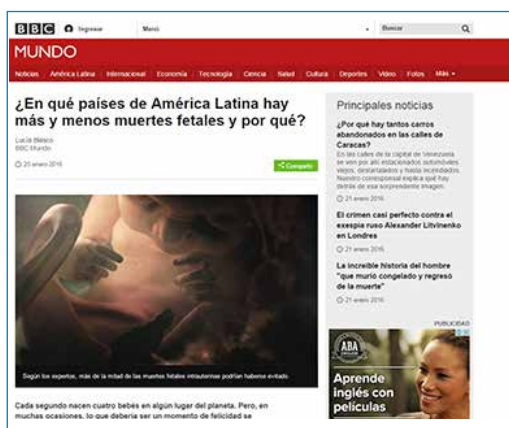 BBC Ingresar Menú Buscar
MUNDO
Noticias América Latina Internacional Economía Tecnología Ciencia Salud Cultura Deportes Video Fotos Más
¿En qué países de América Latina hay
más y menos muertes fetales y por qué?
BBC Mundo
20 enero 2016
Compartir
Según los expertos, más de la mitad de las muertes fetales intrauterinas podrían haberse evitado.
Cada segundo nacen cuatro bebés en algún lugar del planeta. Pero, en
muchas ocasiones, lo que debería ser un momento de felicidad se
Principales noticias
¿Por qué hay tantos carros
abandonados en las calles de
Caracas?
En las calles de la capital de Venezuela
se ven por ahí estacionados automóviles
viejos, destartalados y hasta incendiados.
Nuestro corresponsal explica qué hay
detrás de esa sorprendente imagen.
21 enero 2016
El crimen casi perfecto contra el
exespía ruso Alexander Litvinenko
en Londres
21 enero 2016
La increíble historia del hombre
"que murió congelado y regresó
de la muerte"
21 enero 2016
PUBLICIDAD
ABA
ENGLISH
Aprende
inglés con
películas